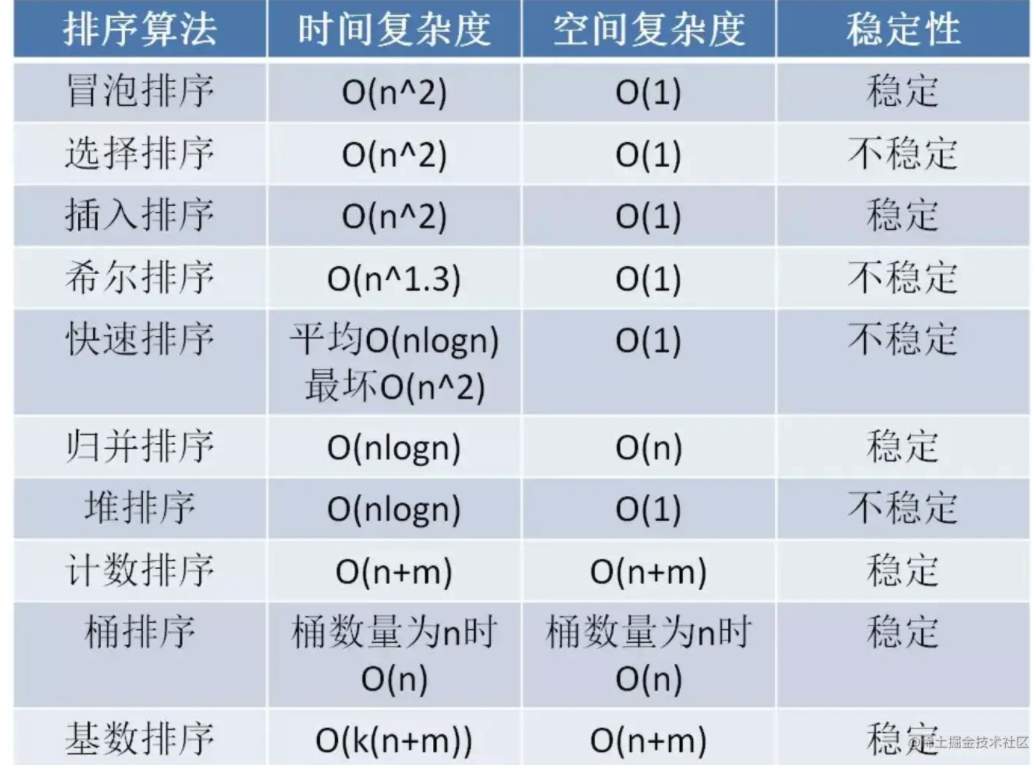 排序算法 时间复杂度 空间复杂度 稳定性
冒泡排序 O(n^2) O(1) 稳定
选择排序 O(n^2) O(1) 不稳定
插入排序 O(n^2) O(1) 稳定
希尔排序 O(n^1.3) O(1) 不稳定
快速排序 平均O(nlogn) O(1) 不稳定
最坏O(n^2)
归并排序 O(nlogn) O(n) 稳定
堆排序 O(nlogn) O(1) 不稳定
计数排序 O(n+m) O(n+m) 稳定
桶排序 桶数量为n时 桶数量为n时 稳定
O(n) O(n)
基数排序 O(k(n+m)) O(n+m) 稳定
@稀土掘金技术社区